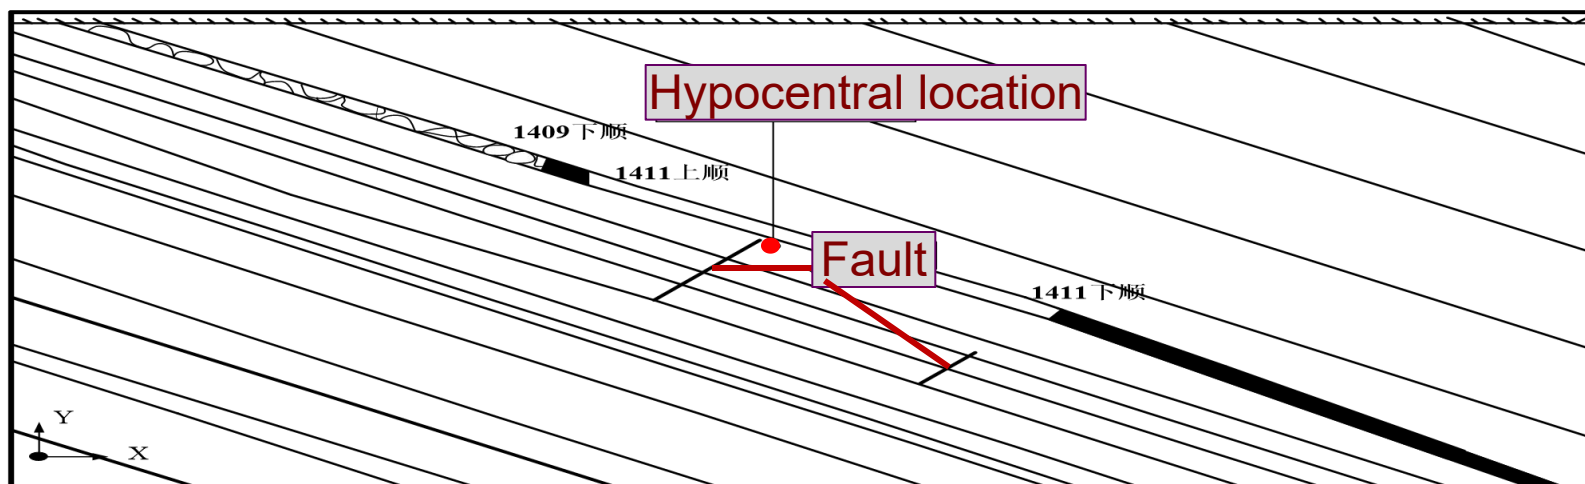 Hypocentral location
1409下顺
1411上顺
Fault
1411下顺
Y
X